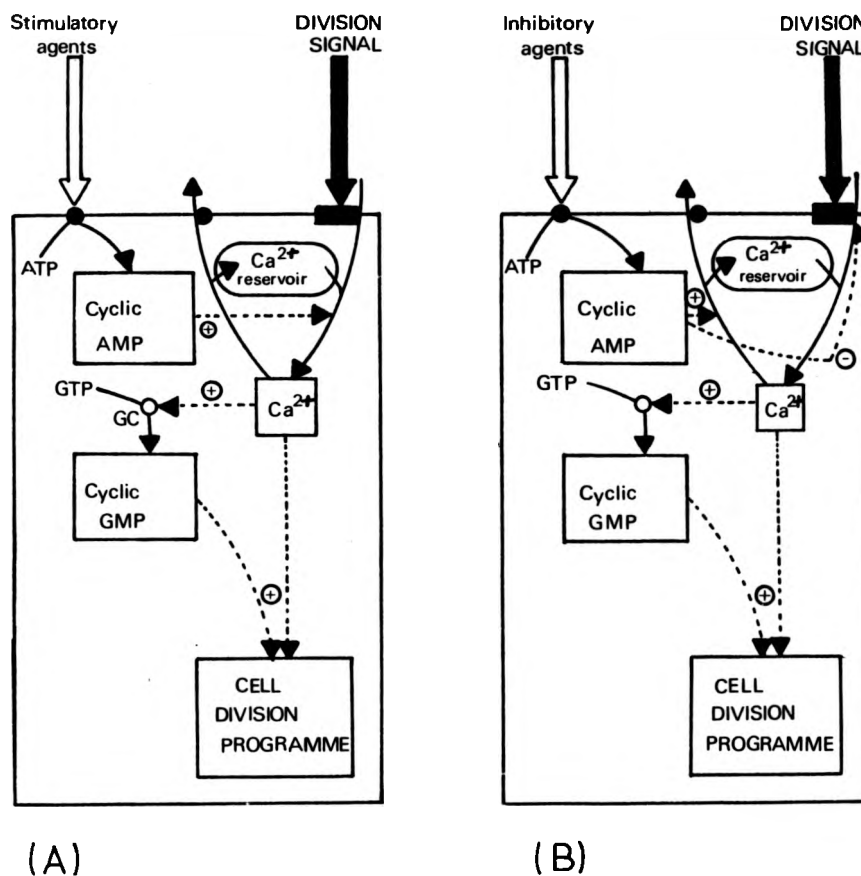 Stimulatory
agents
DIVISION
SIGNAL
ATP
Ca2+
reservoir
Cyclic
AMP
+
GTP
GC
+
Ca2+
Cyclic
GMP
+
CELL
DIVISION
PROGRAMME
(A)
Inhibitory
agents
DIVISION
SIGNAL
ATP
Ca2+
reservoir
Cyclic
AMP
+
-
GTP
+
Ca2+
Cyclic
GMP
+
CELL
DIVISION
PROGRAMME
(B)